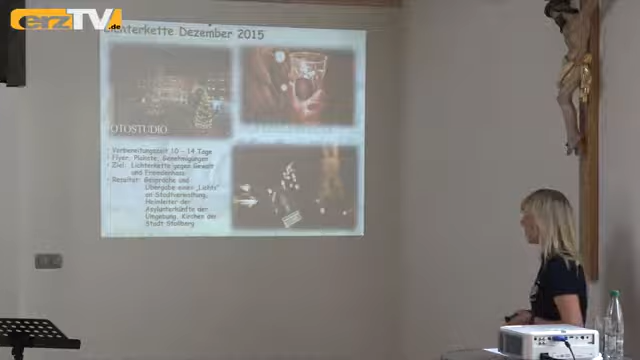 erzTV.de
Lichterkette Dezember 2015
OTOSTUDIO
Vorbereitungszeit 10 - 14 Tage
Flyer, Plakate, Genehmigungen
Ziel: Lichterkette gegen Gewalt
und Fremdenhass
Resultat: Gespräche und
Übergabe eines „Lichts"
an Stadtverwaltung,
Heimleiter der
Asylunterkünfte der
Umgebung, Kirchen der
Stadt Stollberg